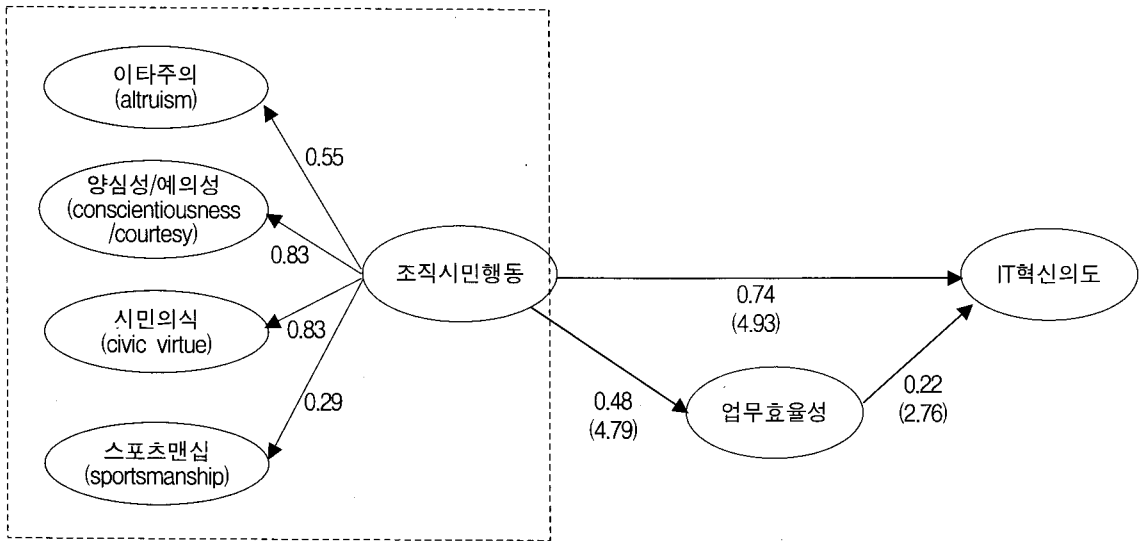 이타주의
(altruism)
0.55
양심성/예의성
(conscientiousness
/courtesy)
0.83
조직시민행동
IT혁신의도
0.74
(4.93)
시민의식
(civic virtue)
0.83
0.29
0.48
(4.79)
업무효율성
0.22
(2.76)
스포츠맨십
(sportsmanship)